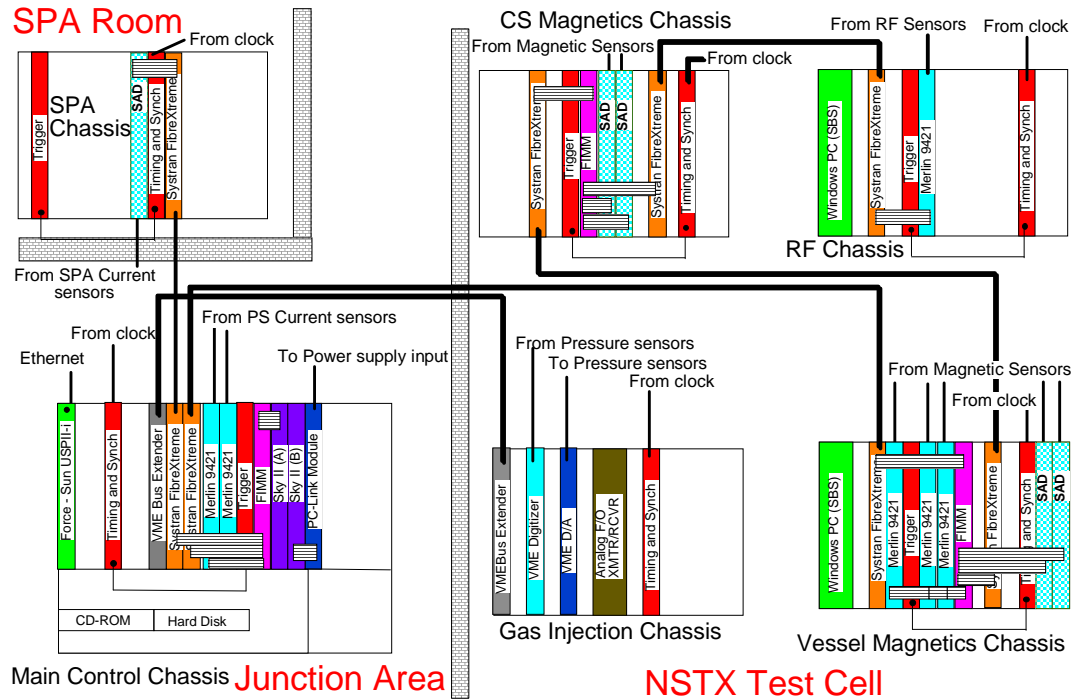 SPA Room
From clock
SPA
Chassis
Trigger
SAD
Timing and Synch
Systran FibreXtreme
From SPA Current
sensors
CS Magnetics Chassis
From Magnetic Sensors
From clock
Systran FibreXtreme
Trigger
FIMM
SAD
SAD
Systran FibreXtreme
Timing and Synch
From RF Sensors
From clock
Windows PC (SBS)
Systran FibreXtreme
Trigger
Merlin 9421
Timing and Synch
RF Chassis
From clock
From PS Current sensors
Ethernet
To Power supply input
Force - Sun USPII-i
Timing and Synch
VME Bus Extender
Systran FibreXtreme
Systran FibreXtreme
Merlin 9421
Merlin 9421
Trigger
FIMM
Sky II (A)
Sky II (B)
PC-Link Module
CD-ROM
Hard Disk
Main Control Chassis
Junction Area
From Pressure sensors
To Pressure sensors
From clock
VMEBus Extender
VME Digitizer
VME D/A
Analog F/O
XMTR/RCVR
Timing and Synch
Gas Injection Chassis
NSTX Test Cell
From Magnetic Sensors
From clock
Windows PC (SBS)
Systran FibreXtreme
Merlin 9421
Trigger
Merlin 9421
Merlin 9421
FIMM
Systran FibreXtreme
Timing and Synch
SAD
SAD
Vessel Magnetics Chassis